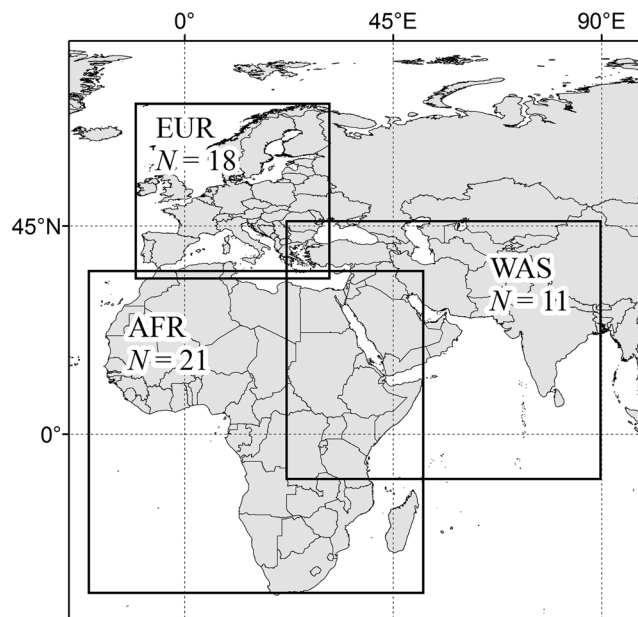 0° 45°E 90°E
EUR
N = 18
45°N
WAS
N = 11
AFR
N = 21
0°